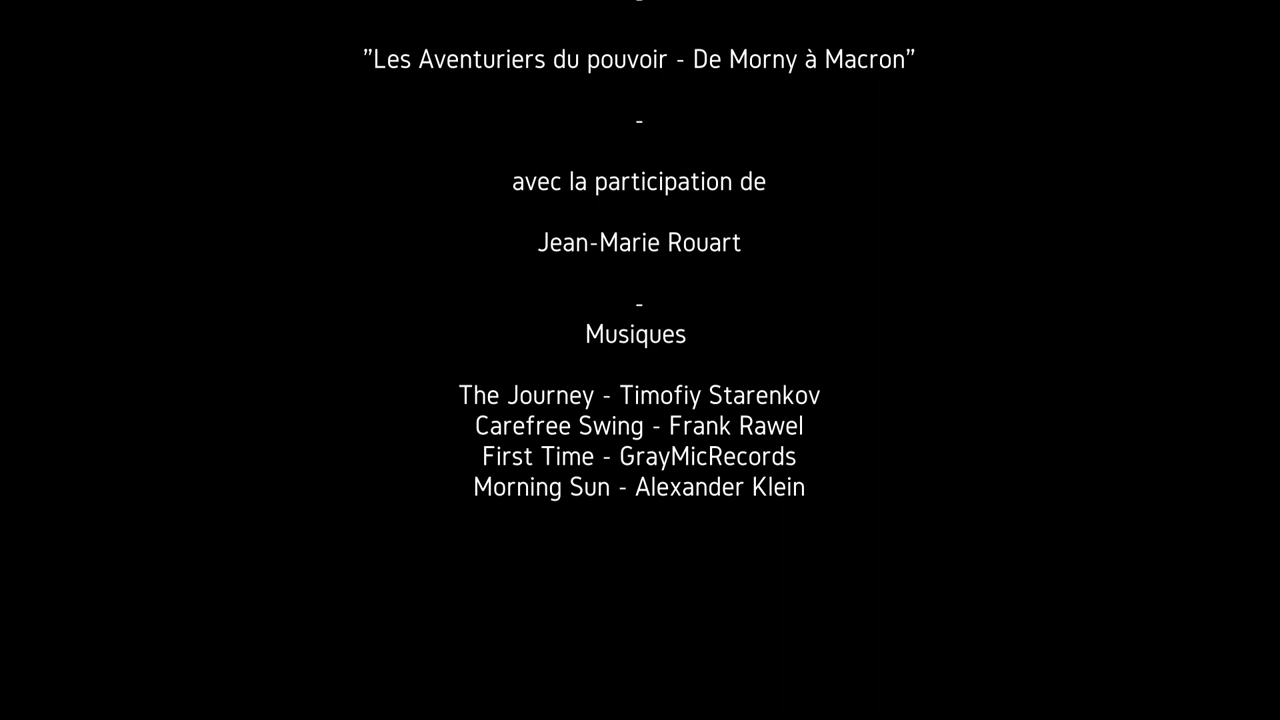 ”Les Aventuriers du pouvoir - De Morny à Macron”
-
avec la participation de
Jean-Marie Rouart
-
Musiques
The Journey - Timofiy Starenkov
Carefree Swing - Frank Rawel
First Time - GrayMicRecords
Morning Sun - Alexander Klein